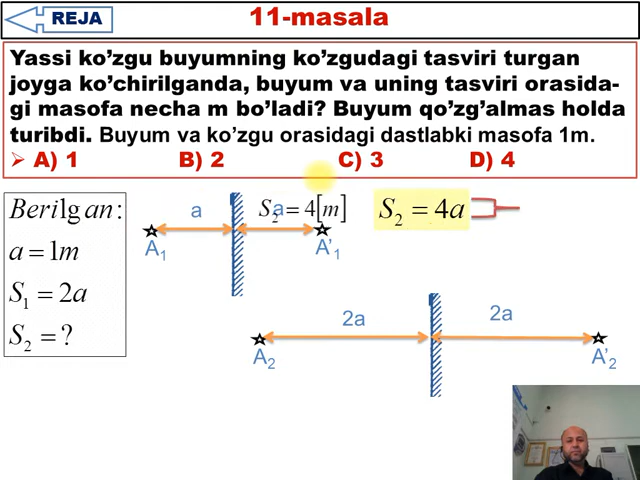 REJA
11-masala
Yassi ko’zgu buyumning ko’zgudagi tasviri turgan
joyga ko’chirilganda, buyum va uning tasviri orasida-
gi masofa necha m bo’ladi? Buyum qo’zg’almas holda
turibdi. Buyum va ko’zgu orasidagi dastlabki masofa 1m.
➢ A) 1 B) 2 C) 3 D) 4
Berilgan:
a = 1m
S₁ = 2a
S₂ = ?
a
a
S₂ = 4[m]
S₂ = 4a
A₁
A’₁
2a
2a
A₂
A’₂